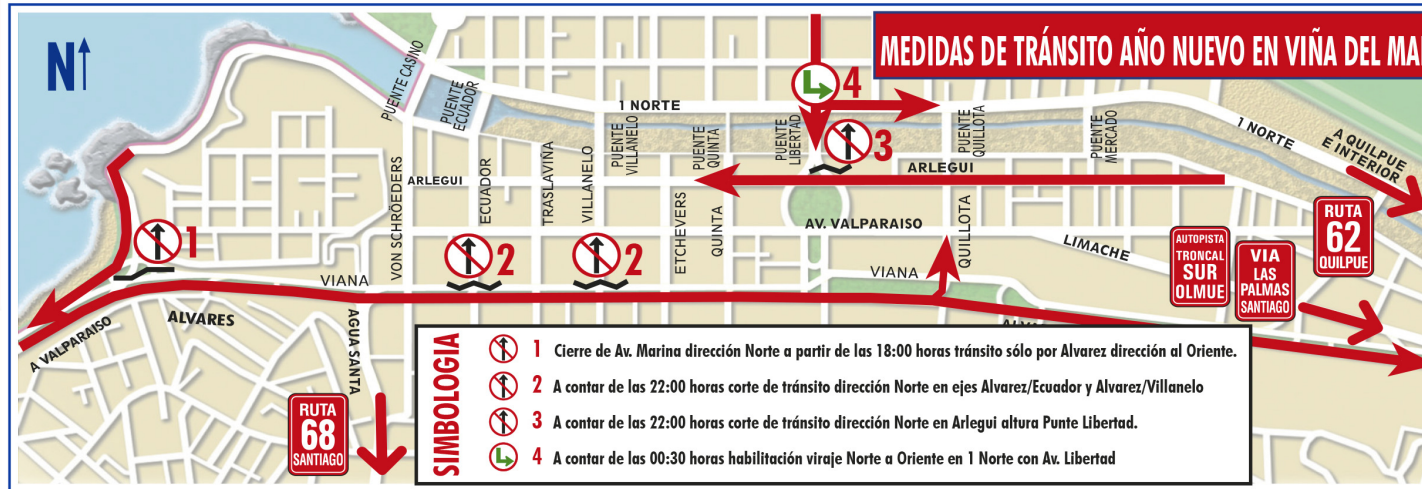 N
MEDIDAS DE TRÁNSITO AÑO NUEVO EN VIÑA DEL MA
4
1 NORTE
3
1 NORTE
A QUILPUE
E INTERIOR
PUENTE CASINO
PUENTE
ECUADOR
PUENTE
VILLANELO
PUENTE
QUINTA
PUENTE
LIBERTAD
PUENTE
QUILLOTA
PUENTE
MERCADO
ARLEGUI
ARLEGUI
VON SCHRÖEDERS
ECUADOR
TRASLAVIÑA
VILLANELO
ETCHEVERS
QUINTA
AV. VALPARAISO
QUILLOTA
LIMACHE
1
2
2
VIANA
VIANA
RUTA
62
QUILPUE
AUTOPISTA
TRONCAL
SUR
OLMUE
VIA
LAS
PALMAS
SANTIAGO
A VALPARAISO
ALVARES
AGUA SANTA
RUTA
68
SANTIAGO
SIMBOLOGIA
1 Cierre de Av. Marina dirección Norte a partir de las 18:00 horas tránsito sólo por Alvarez dirección al Oriente.
2 A contar de las 22:00 horas corte de tránsito dirección Norte en ejes Alvarez/Ecuador y Alvarez/Villanelo
3 A contar de las 22:00 horas corte de tránsito dirección Norte en Arlegui altura Punte Libertad.
4 A contar de las 00:30 horas habilitación viraje Norte a Oriente en 1 Norte con Av. Libertad